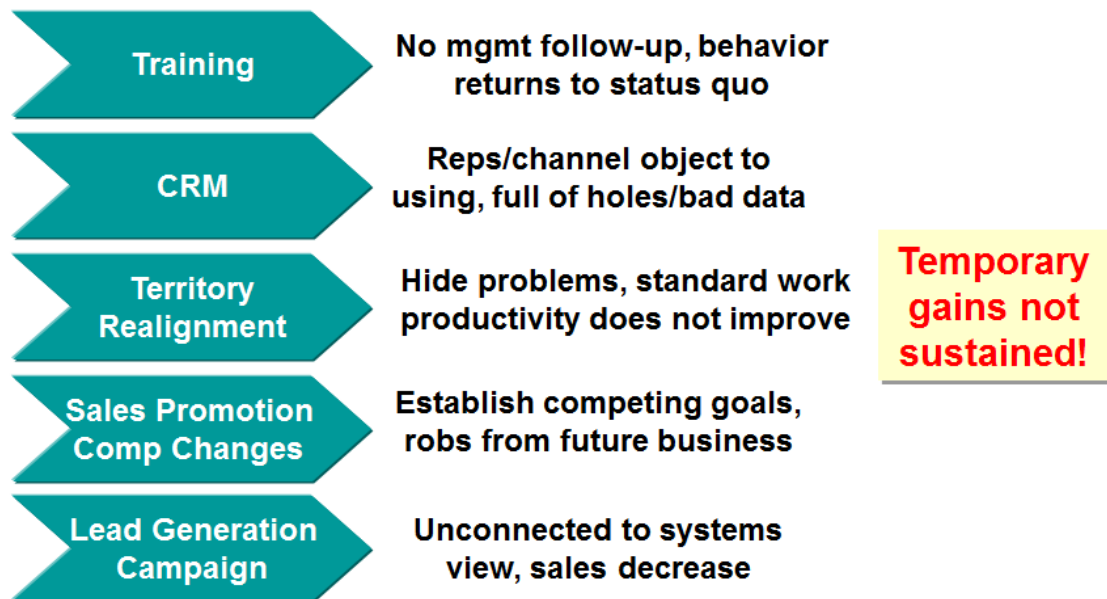 Training
No mgmt follow-up, behavior
returns to status quo
CRM
Reps/channel object to
using, full of holes/bad data
Territory
Realignment
Hide problems, standard work
productivity does not improve
Temporary
gains not
sustained!
Sales Promotion
Comp Changes
Establish competing goals,
robs from future business
Lead Generation
Campaign
Unconnected to systems
view, sales decrease